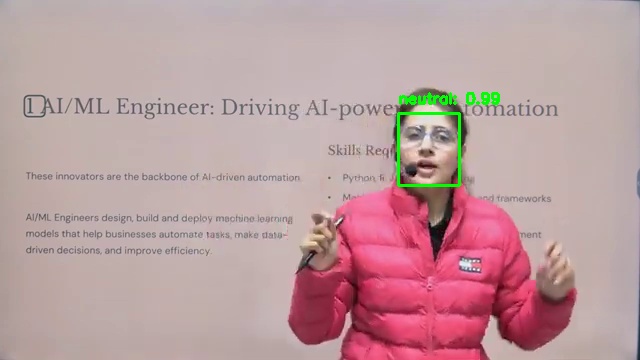 neutral: 0.99
1 AI/ML Engineer: Driving AI-power omation
Skills Req
These innovators are the backbone of AI-driven automation.
Python, R,
and frameworks
AI/ML Engineers design, build and deploy machine learning
models that help businesses automate tasks, make data-
driven decisions, and improve efficiency.